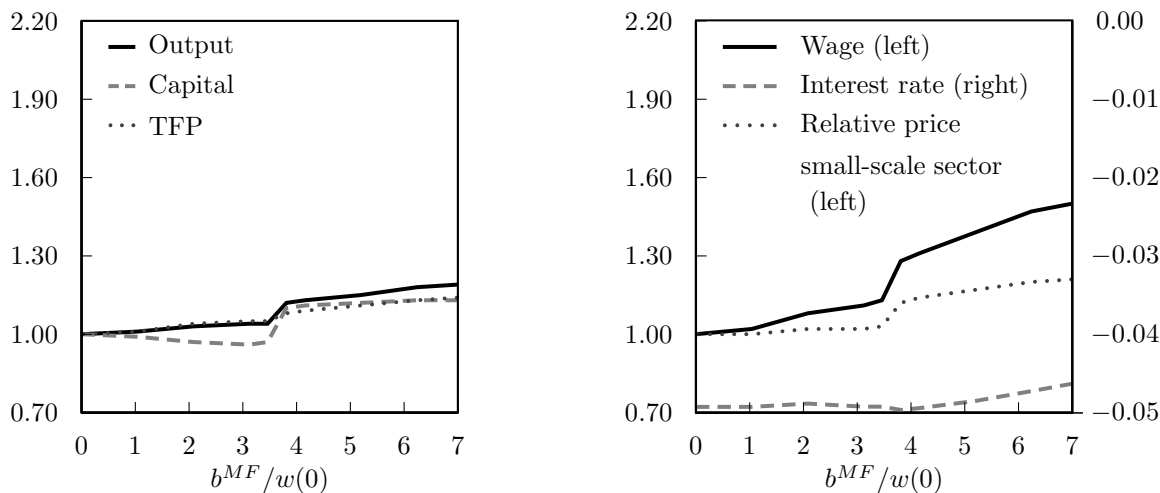 2.20
1.90
1.60
1.30
1.00
0.70
Output
Capital
TFP
0 1 2 3 4 5 6 7
b^{MF}/w(0)
2.20
1.90
1.60
1.30
1.00
0.70
Wage (left)
Interest rate (right)
Relative price
small-scale sector
(left)
0.00
−0.01
−0.02
−0.03
−0.04
−0.05
0 1 2 3 4 5 6 7
b^{MF}/w(0)